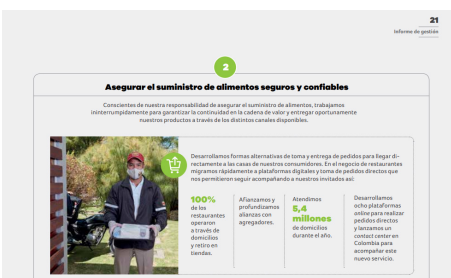 21
Informe de gestión
2
Asegurar el suministro de alimentos seguros y confiables
Conscientes de nuestra responsabilidad de asegurar el suministro de alimentos, trabajamos
ininterrumpidamente para garantizar la continuidad en la cadena de valor y entregar oportunamente
nuestros productos a través de los distintos canales disponibles.
Desarrollamos formas alternativas de toma y entrega de pedidos para llegar di-
rectamente a las casas de nuestros consumidores. En el negocio de restaurantes
migramos rápidamente a plataformas digitales y toma de pedidos directos que
nos permitieron seguir acompañando a nuestros invitados así:
100%
de los
restaurantes
operaron
a través de
domicilios
y retiro en
tiendas.
Afianzamos y
profundizamos
alianzas con
agregadores.
Atendimos
5,4
millones
de domicilios
durante el año.
Desarrollamos
ocho plataformas
online para realizar
pedidos directos
y lanzamos un
contact center en
Colombia para
acompañar este
nuevo servicio.